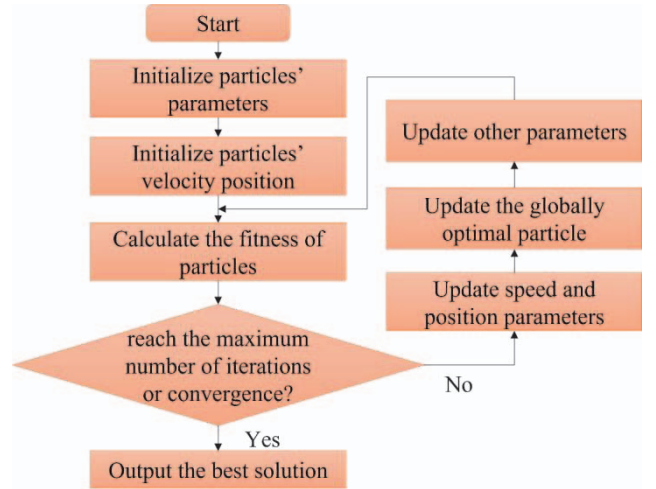 Start
Initialize particles'
parameters
Initialize particles'
velocity position
Calculate the fitness of
particles
reach the maximum
number of iterations
or convergence?
Yes
Output the best solution
No
Update speed and
position parameters
Update the globally
optimal particle
Update other parameters